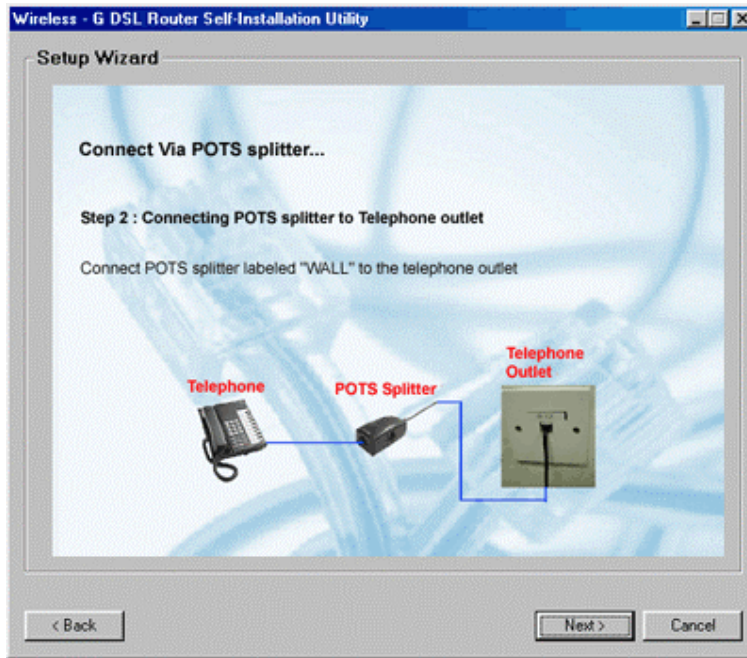 Wireless - G DSL Router Self-Installation Utility
Setup Wizard
Connect Via POTS splitter...
Step 2 : Connecting POTS splitter to Telephone outlet
Connect POTS splitter labeled "WALL" to the telephone outlet
Telephone
POTS Splitter
Telephone
Outlet
< Back
Next >
Cancel